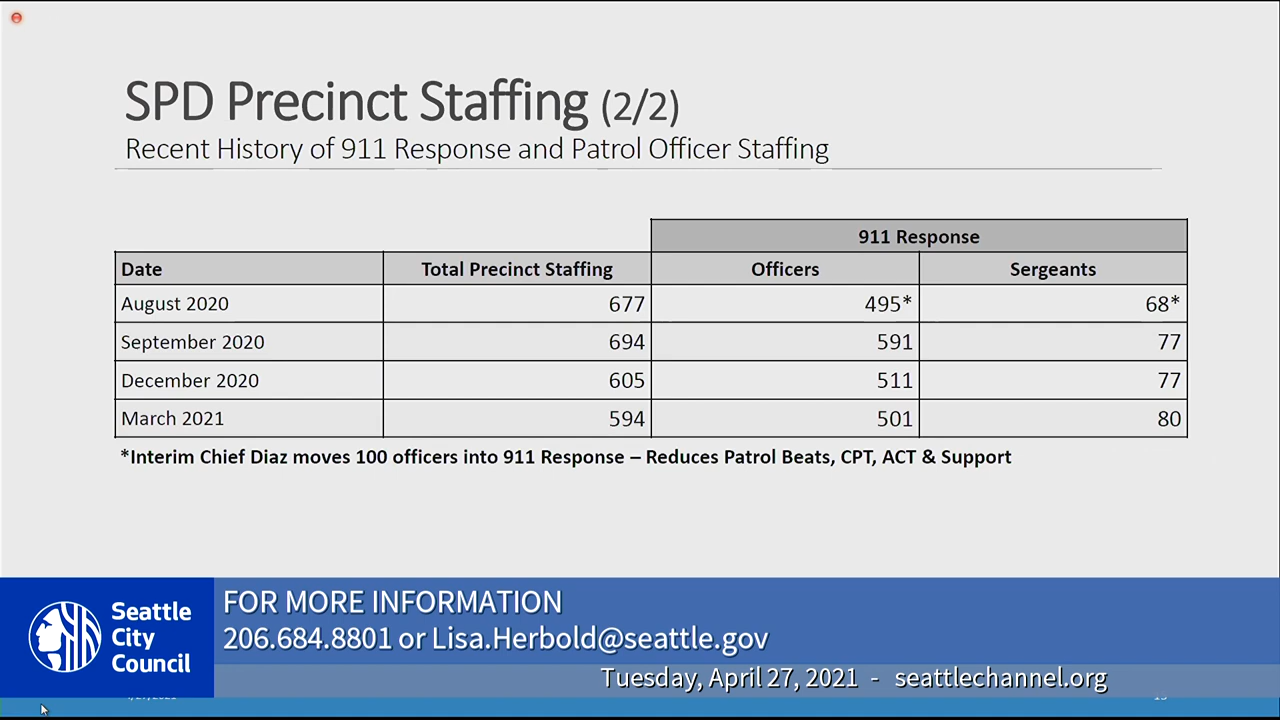 SPD Precinct Staffing (2/2)
Recent History of 911 Response and Patrol Officer Staffing
911 Response
Date Total Precinct Staffing Officers Sergeants
August 2020 677 495* 68*
September 2020 694 591 77
December 2020 605 511 77
March 2021 594 501 80
*Interim Chief Diaz moves 100 officers into 911 Response – Reduces Patrol Beats, CPT, ACT & Support
Seattle
City
Council
FOR MORE INFORMATION
206.684.8801 or Lisa.Herbold@seattle.gov
Tuesday, April 27, 2021 - seattlechannel.org